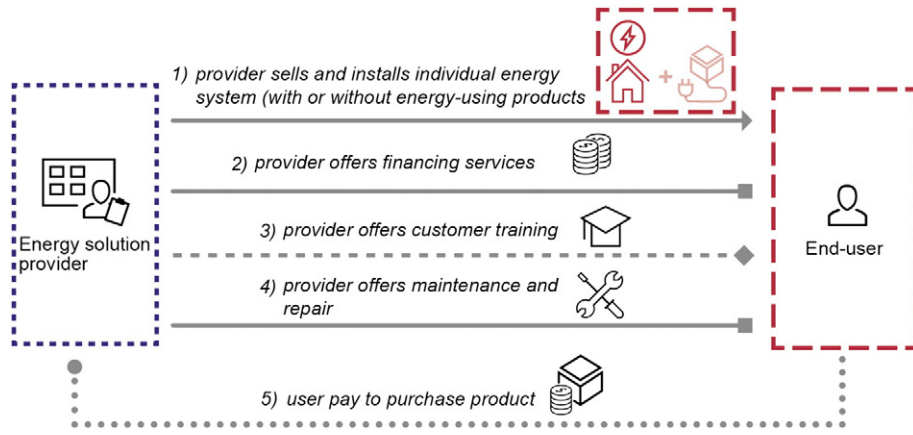 1) provider sells and installs individual energy
system (with or without energy-using products
2) provider offers financing services
Energy solution
provider
3) provider offers customer training
End-user
4) provider offers maintenance and
repair
5) user pay to purchase product